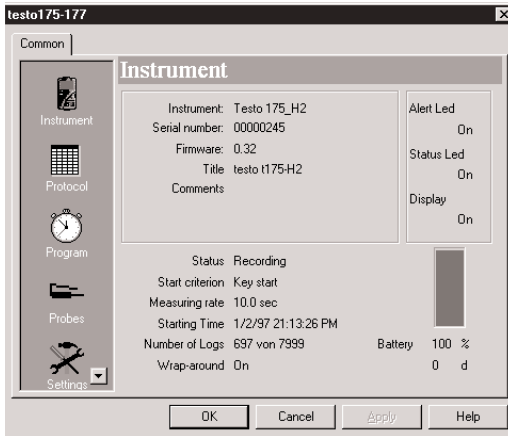 testo175-177
Common
Instrument
Instrument
Protocol
Program
Probes
Settings
Instrument: Testo 175_H2
Serial number: 00000245
Firmware: 0.32
Title testo t175-H2
Comments
Alert Led
On
Status Led
On
Display
On
Status Recording
Start criterion Key start
Measuring rate 10.0 sec
Starting Time 1/2/97 21:13:26 PM
Number of Logs 697 von 7999
Wrap-around On
Battery 100 %
0 d
OK Cancel Apply Help